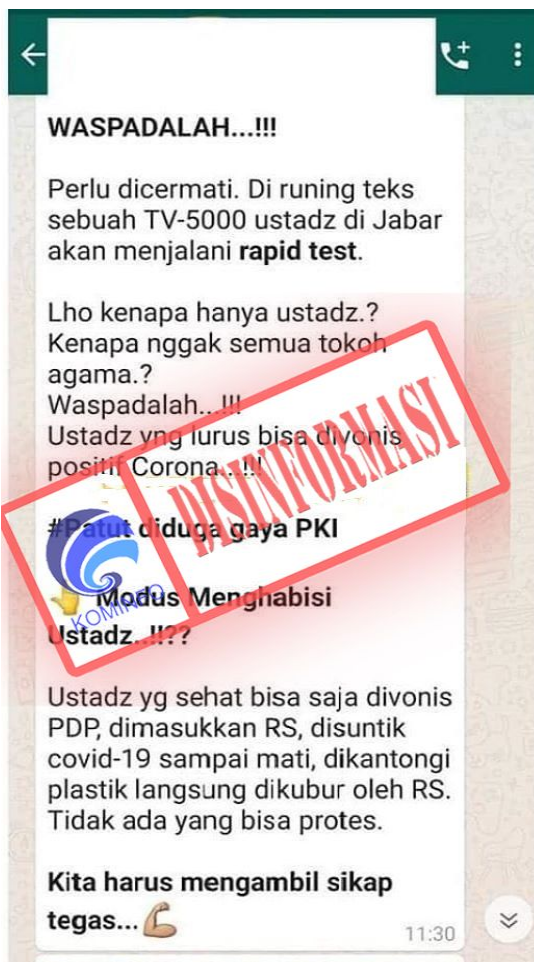 WASPADALAH...!!!
Perlu dicermati. Di runing teks
sebuah TV-5000 ustadz di Jabar
akan menjalani rapid test.
Lho kenapa hanya ustadz.?
Kenapa nggak semua tokoh
agama.?
Waspadalah...!!!
Ustadz yng lurus bisa divonis
positif Corona...!!!
#Patut diduga gaya PKI
👆 Modus Menghabisi
Ustadz..!!??
DISINFORMASI
KOMINFO
Ustadz yg sehat bisa saja divonis
PDP, dimasukkan RS, disuntik
covid-19 sampai mati, dikantongi
plastik langsung dikubur oleh RS.
Tidak ada yang bisa protes.
Kita harus mengambil sikap
tegas...💪🏼
11:30